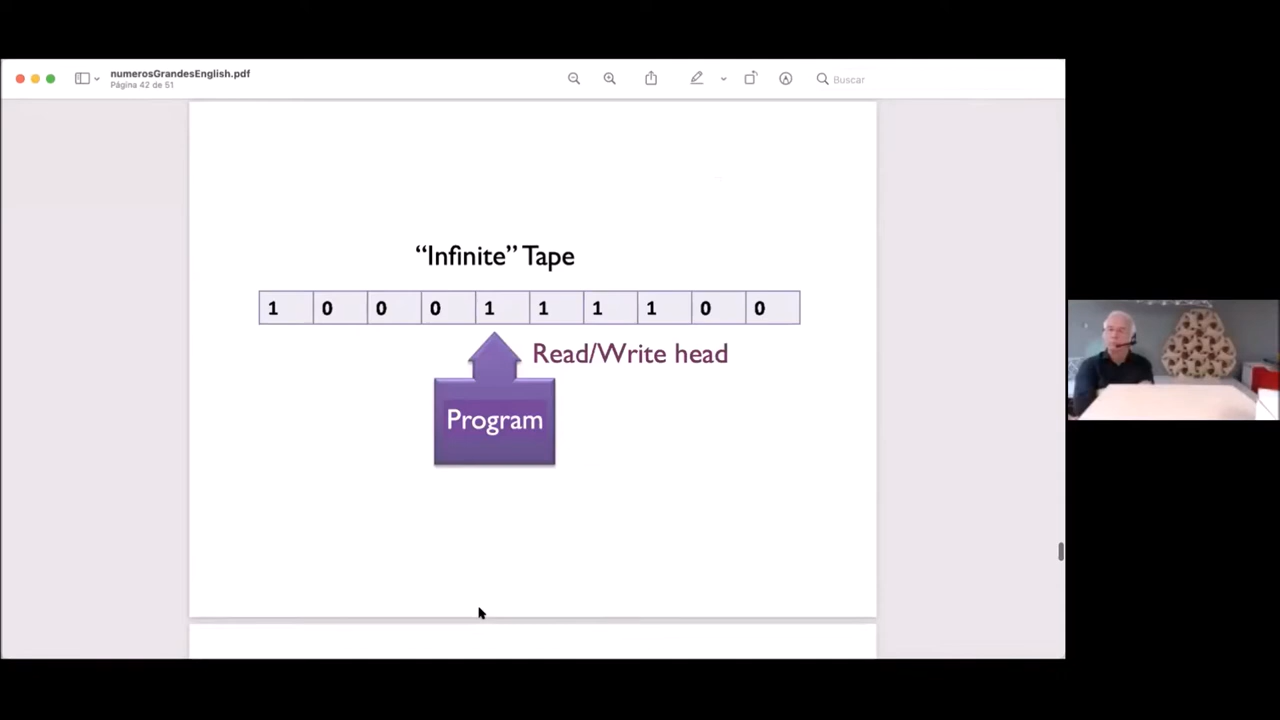 numerosGrandesEnglish.pdf
Página 42 de 51
Buscar
“Infinite” Tape
1 0 0 0 1 1 1 1 0 0
Read/Write head
Program